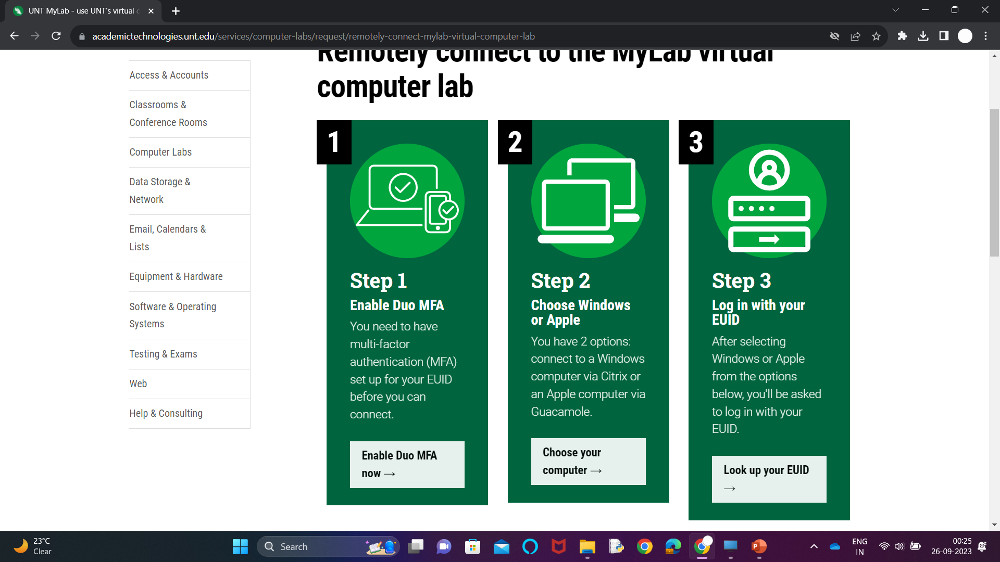 UNT MyLab - use UNT's virtual c
academictechnologies.unt.edu/services/computer-labs/request/remotely-connect-mylab-virtual-computer-lab
Access & Accounts
Classrooms &
Conference Rooms
Computer Labs
Data Storage &
Network
Email, Calendars &
Lists
Equipment & Hardware
Software & Operating
Systems
Testing & Exams
Web
Help & Consulting
Remotely connect to the MyLab virtual
computer lab
1
Step 1
Enable Duo MFA
You need to have
multi-factor
authentication (MFA)
set up for your EUID
before you can
connect.
Enable Duo MFA
now →
2
Step 2
Choose Windows
or Apple
You have 2 options:
connect to a Windows
computer via Citrix or
an Apple computer via
Guacamole.
Choose your
computer →
3
Step 3
Log in with your
EUID
After selecting
Windows or Apple
from the options
below, you'll be asked
to log in with your
EUID.
Look up your EUID
→
23°C
Clear
Search
ENG
IN
00:25
26-09-2023